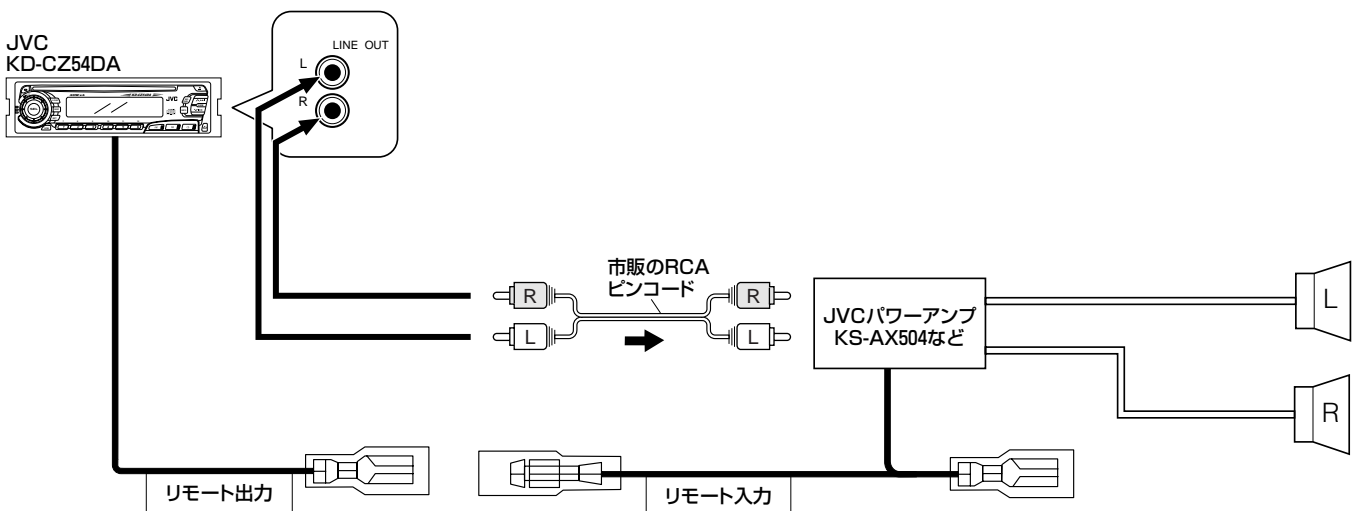 JVC
KD-CZ54DA
LINE OUT
L
R
JVC
市販のRCA
ピンコード
R
R
L
L
JVCパワーアンプ
KS-AX504など
L
R
リモート出力
リモート入力